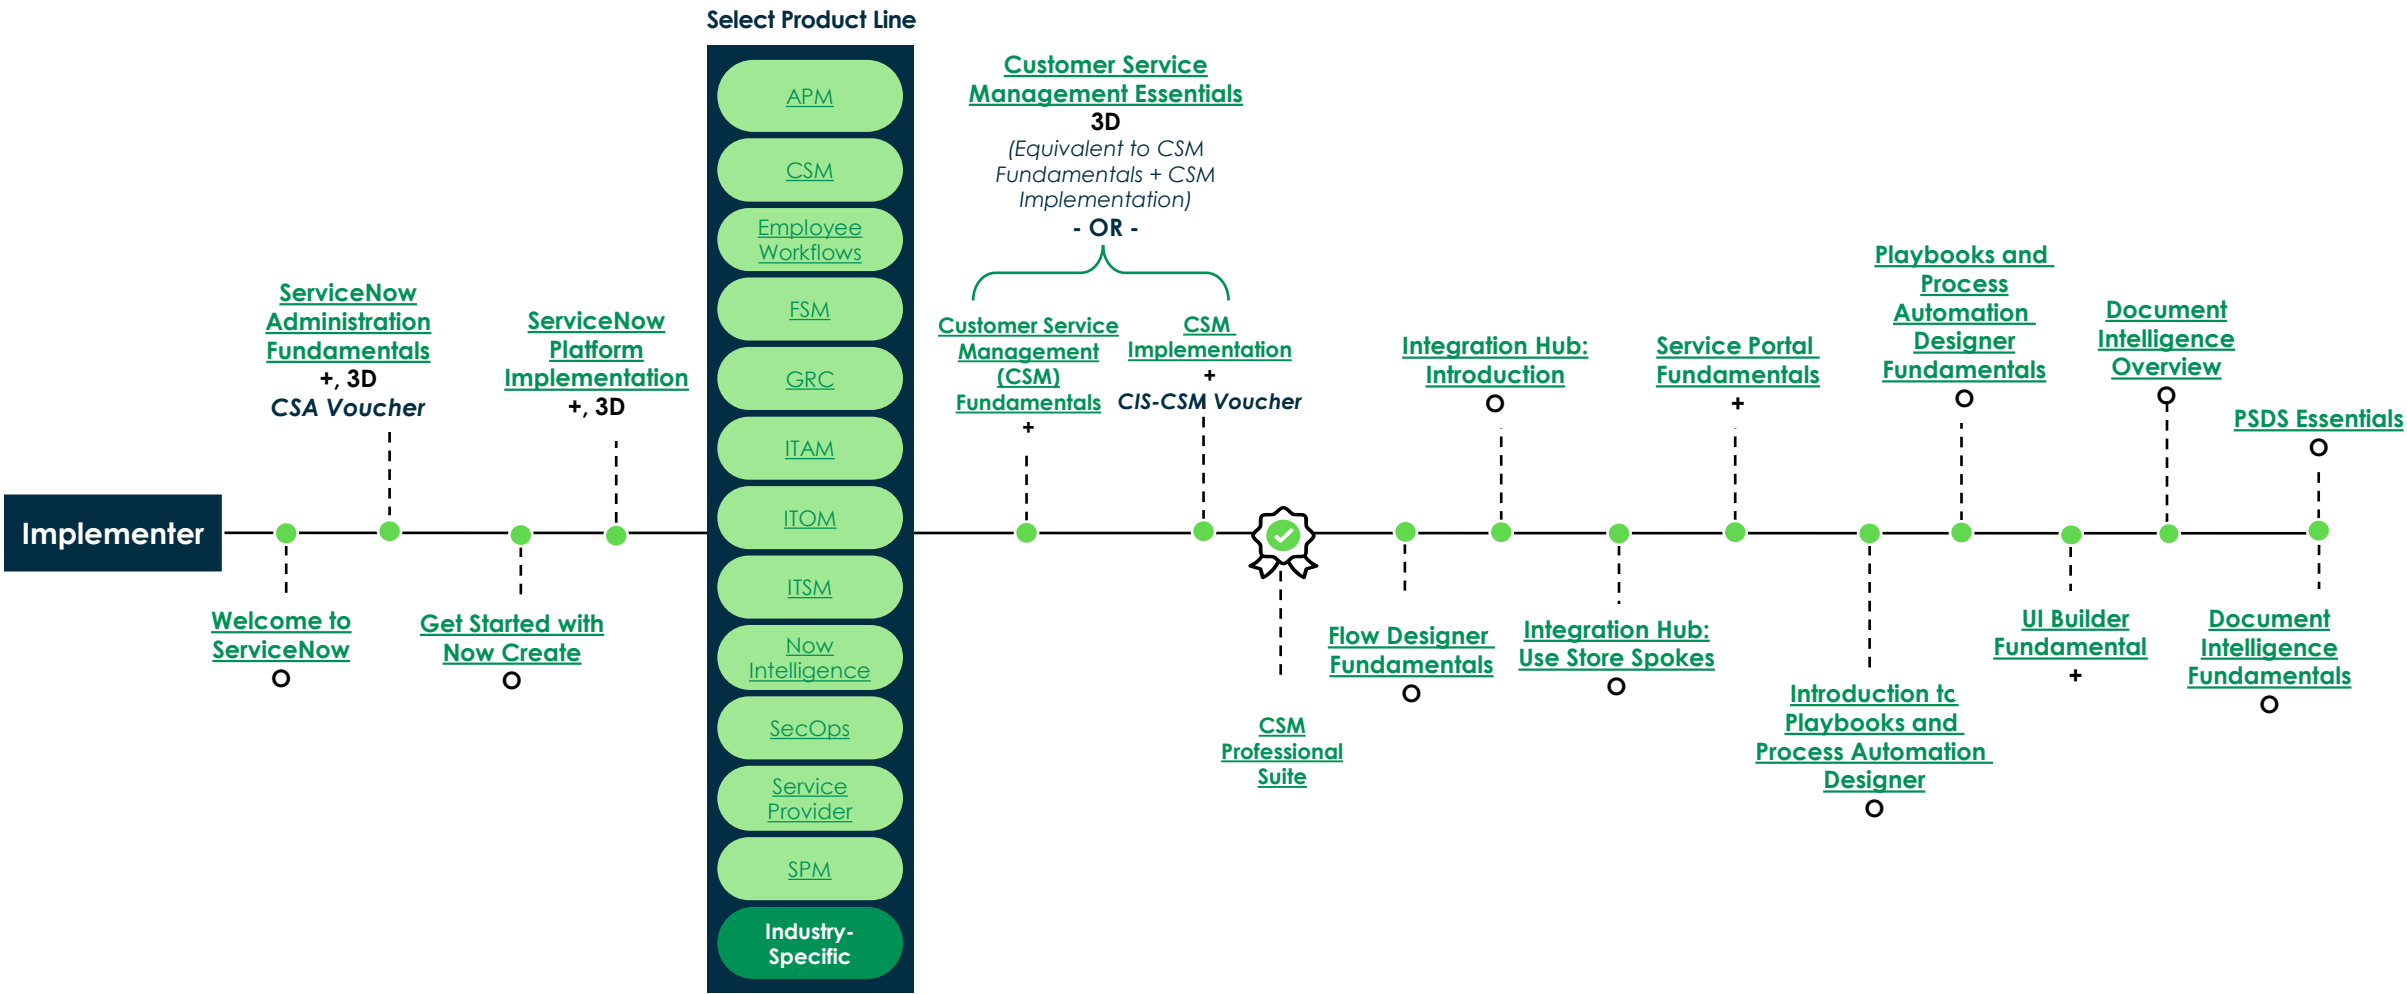 Select Product Line
APM
CSM
Employee
Workflows
FSM
GRC
ITAM
ITOM
ITSM
Now
Intelligence
SecOps
Service
Provider
SPM
Industry-
Specific
Implementer
Welcome to
ServiceNow
O
ServiceNow
Administration
Fundamentals
+, 3D
CSA Voucher
Get Started with
Now Create
O
ServiceNow
Platform
Implementation
+, 3D
Customer Service
Management Essentials
3D
(Equivalent to CSM
Fundamentals + CSM
Implementation)
- OR -
Customer Service
Management
(CSM)
Fundamentals
+
CSM
Implementation
+
CIS-CSM Voucher
CSM
Professional
Suite
Flow Designer
Fundamentals
O
Integration Hub:
Introduction
O
Integration Hub:
Use Store Spokes
O
Service Portal
Fundamentals
+
Introduction to
Playbooks and
Process Automation
Designer
O
Playbooks and
Process
Automation
Designer
Fundamentals
O
UI Builder
Fundamental
+
Document
Intelligence
Overview
O
Document
Intelligence
Fundamentals
O
PSDS Essentials
O